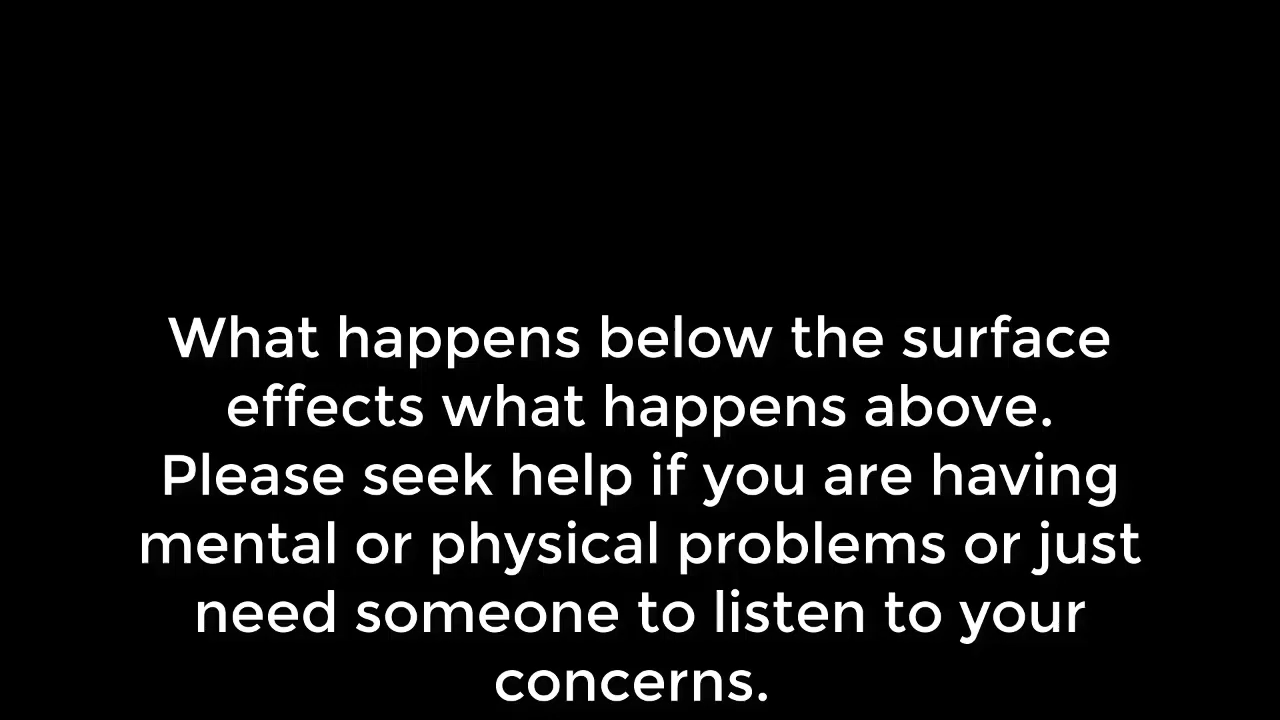 What happens below the surface
effects what happens above.
Please seek help if you are having
mental or physical problems or just
need someone to listen to your
concerns.